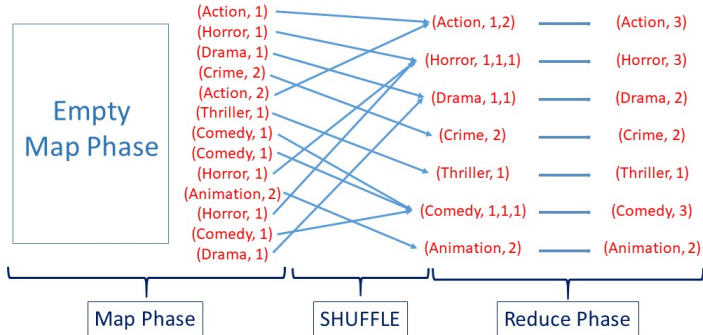 Empty
Map Phase
(Action, 1)
(Horror, 1)
(Drama, 1)
(Crime, 2)
(Action, 2)
(Thriller, 1)
(Comedy, 1)
(Comedy, 1)
(Horror, 1)
(Animation, 2)
(Horror, 1)
(Comedy, 1)
(Drama, 1)
(Action, 1,2)
(Horror, 1,1,1)
(Drama, 1,1)
(Crime, 2)
(Thriller, 1)
(Comedy, 1,1,1)
(Animation, 2)
(Action, 3)
(Horror, 3)
(Drama, 2)
(Crime, 2)
(Thriller, 1)
(Comedy, 3)
(Animation, 2)
Map Phase
SHUFFLE
Reduce Phase